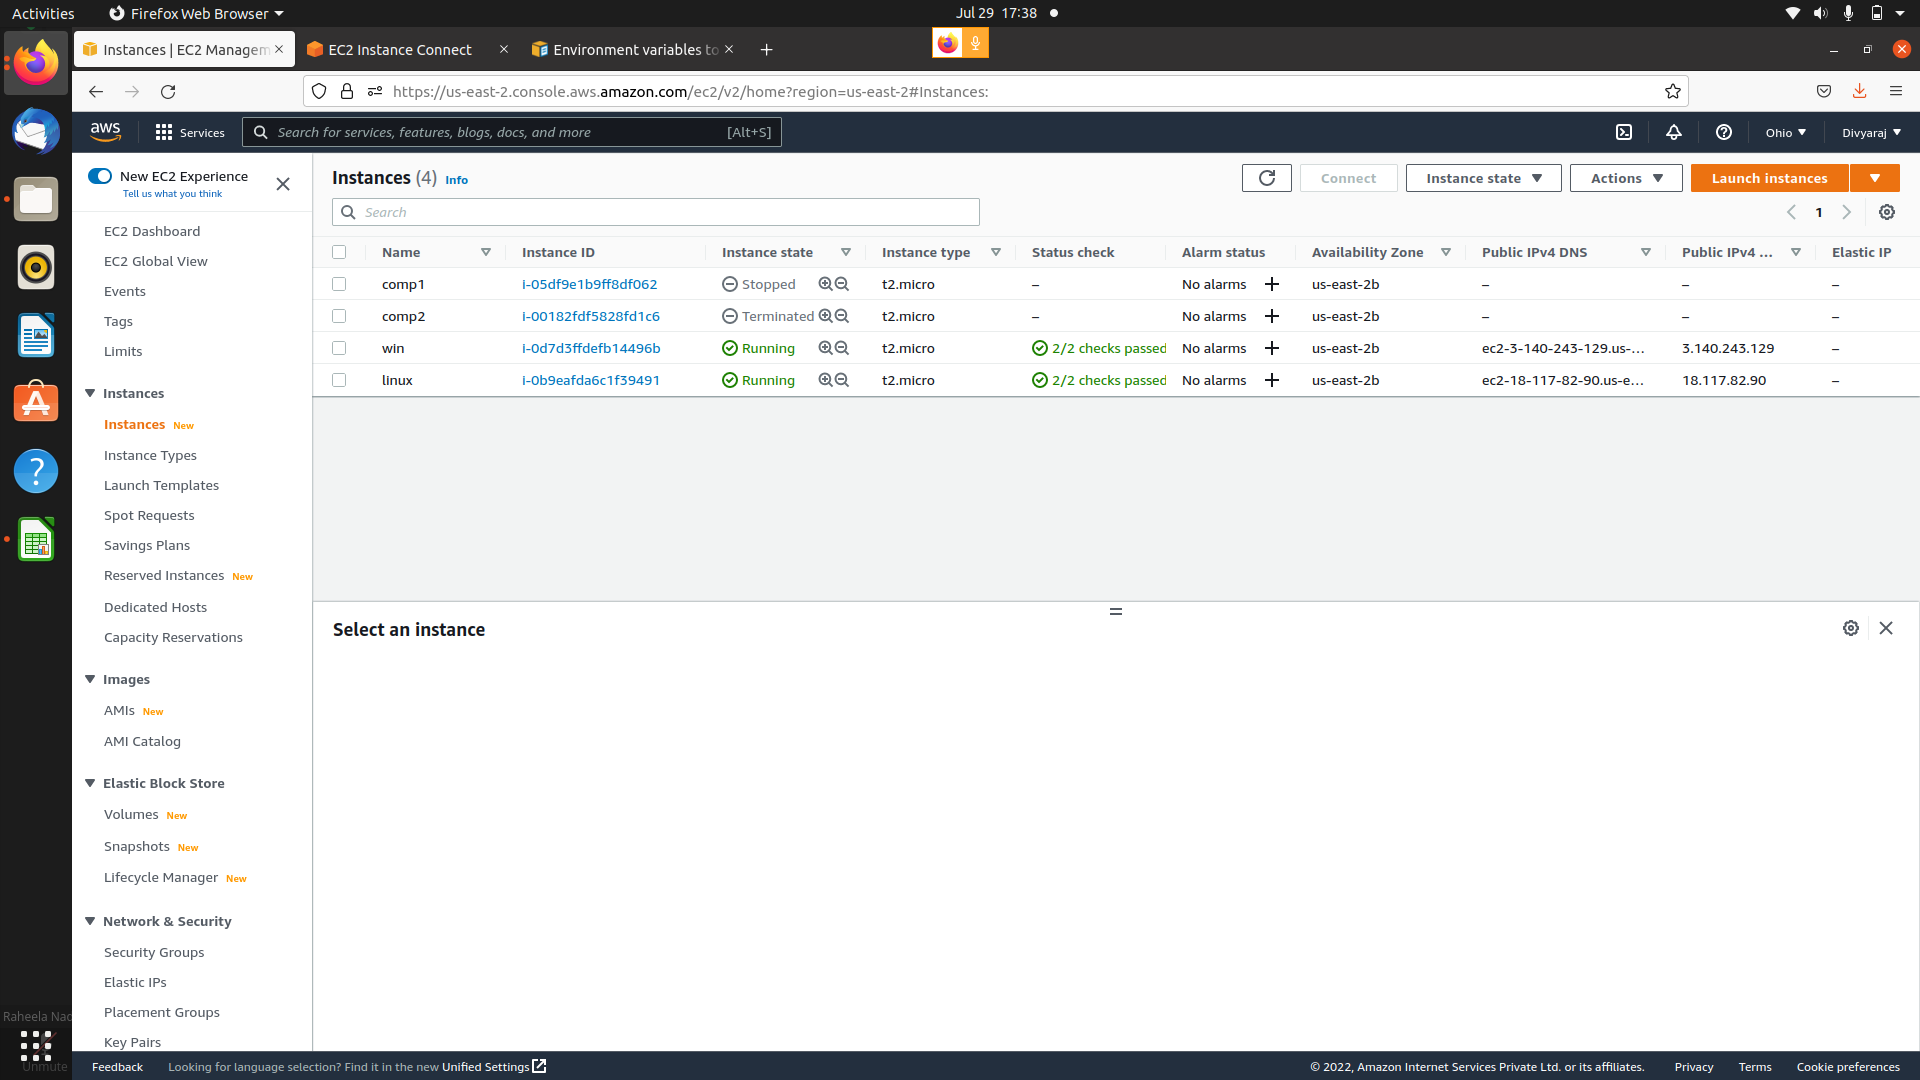 Activities
Firefox Web Browser
Jul 29 17:38
Instances | EC2 Managem
EC2 Instance Connect
Environment variables to
https://us-east-2.console.aws.amazon.com/ec2/v2/home?region=us-east-2#Instances:
aws
Services
Search for services, features, blogs, docs, and more
[Alt+S]
Ohio
Divyaraj
New EC2 Experience
Tell us what you think
EC2 Dashboard
EC2 Global View
Events
Tags
Limits
Instances
Instances New
Instance Types
Launch Templates
Spot Requests
Savings Plans
Reserved Instances New
Dedicated Hosts
Capacity Reservations
Images
AMIs New
AMI Catalog
Elastic Block Store
Volumes New
Snapshots New
Lifecycle Manager New
Network & Security
Security Groups
Elastic IPs
Placement Groups
Key Pairs
Instances (4) Info
Connect
Instance state
Actions
Launch instances
Search
1
Name Instance ID Instance state Instance type Status check Alarm status Availability Zone Public IPv4 DNS Public IPv4 ... Elastic IP
comp1 i-05df9e1b9ff8df062 Stopped t2.micro – No alarms + us-east-2b – – –
comp2 i-00182fdf5828fd1c6 Terminated t2.micro – No alarms + us-east-2b – – –
win i-0d7d3ffdefb14496b Running t2.micro 2/2 checks passed No alarms + us-east-2b ec2-3-140-243-129.us-... 3.140.243.129 –
linux i-0b9eafda6c1f39491 Running t2.micro 2/2 checks passed No alarms + us-east-2b ec2-18-117-82-90.us-e... 18.117.82.90 –
Select an instance
Raheela Nad
Unmute
Feedback
Looking for language selection? Find it in the new Unified Settings
© 2022, Amazon Internet Services Private Ltd. or its affiliates.
Privacy
Terms
Cookie preferences